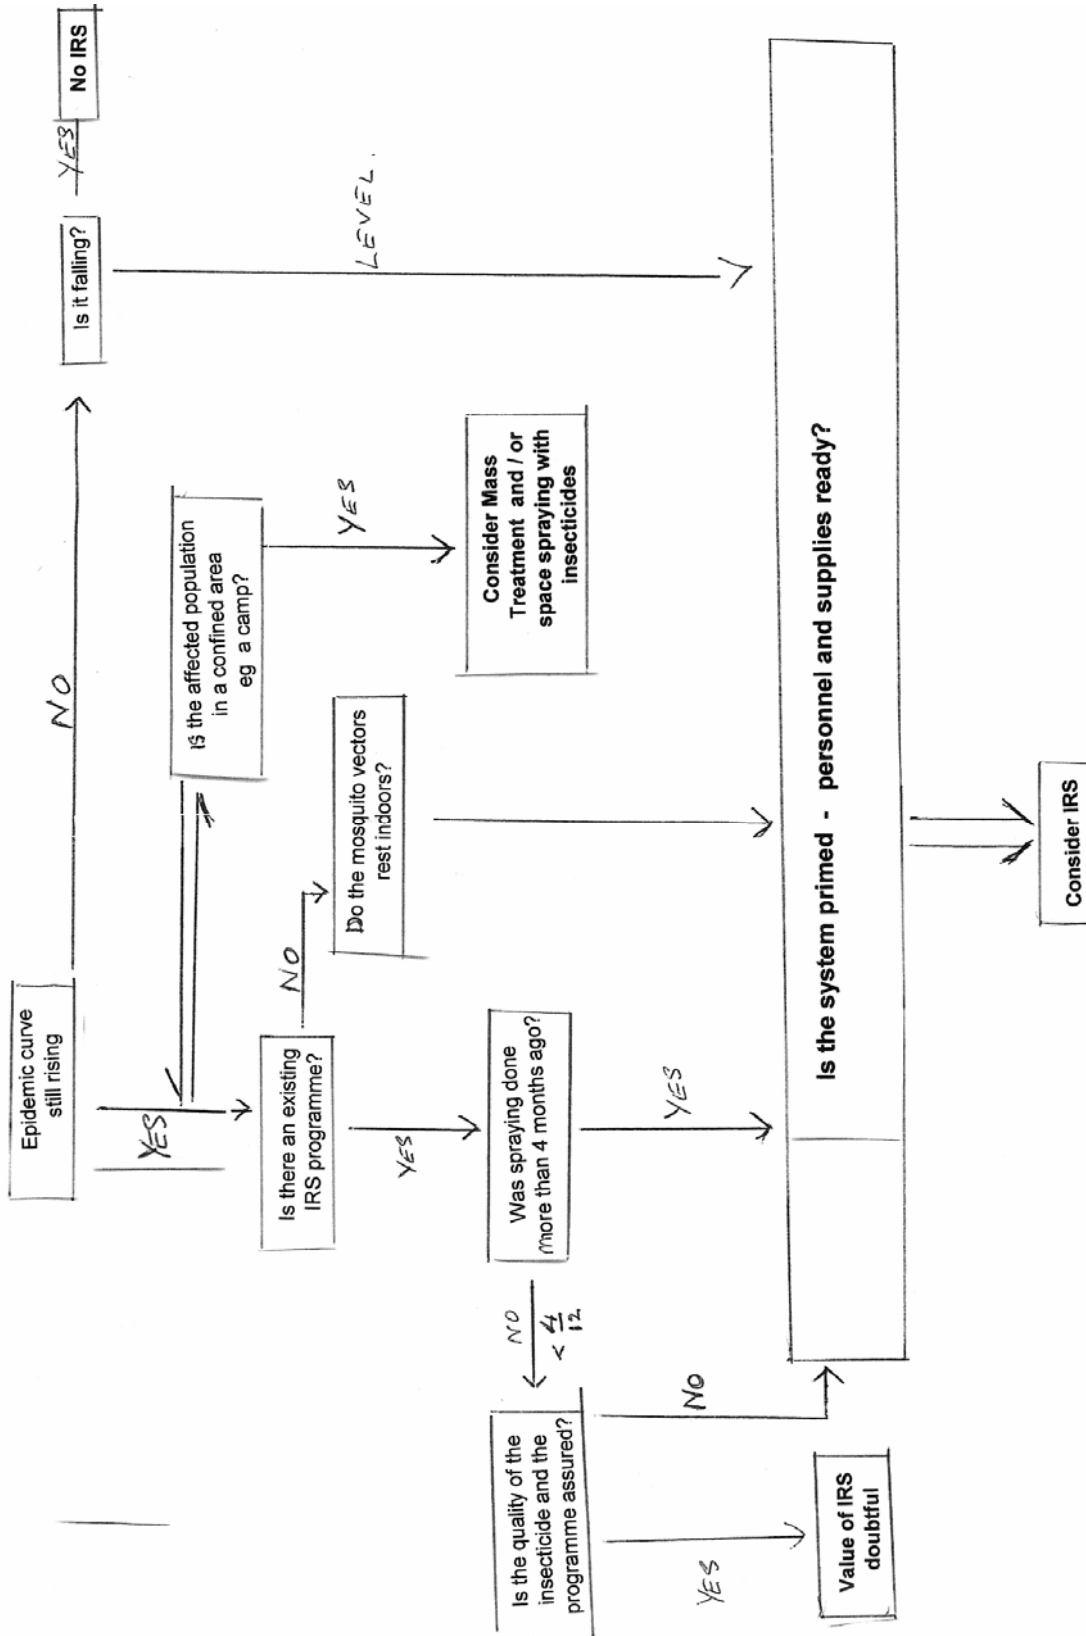 Epidemic curve
still rising
NO
Is it falling?
YES
No IRS
YES
Is the affected population
in a confined area
eg a camp?
LEVEL.
Is there an existing
IRS programme?
NO
Do the mosquito vectors
rest indoors?
YES
Consider Mass
Treatment and / or
space spraying with
insecticides
YES
Was spraying done
more than 4 months ago?
NO
< 4/12
Is the quality of the
insecticide and the
programme assured?
YES
NO
YES
Value of IRS
doubtful
Is the system primed - personnel and supplies ready?
Consider IRS